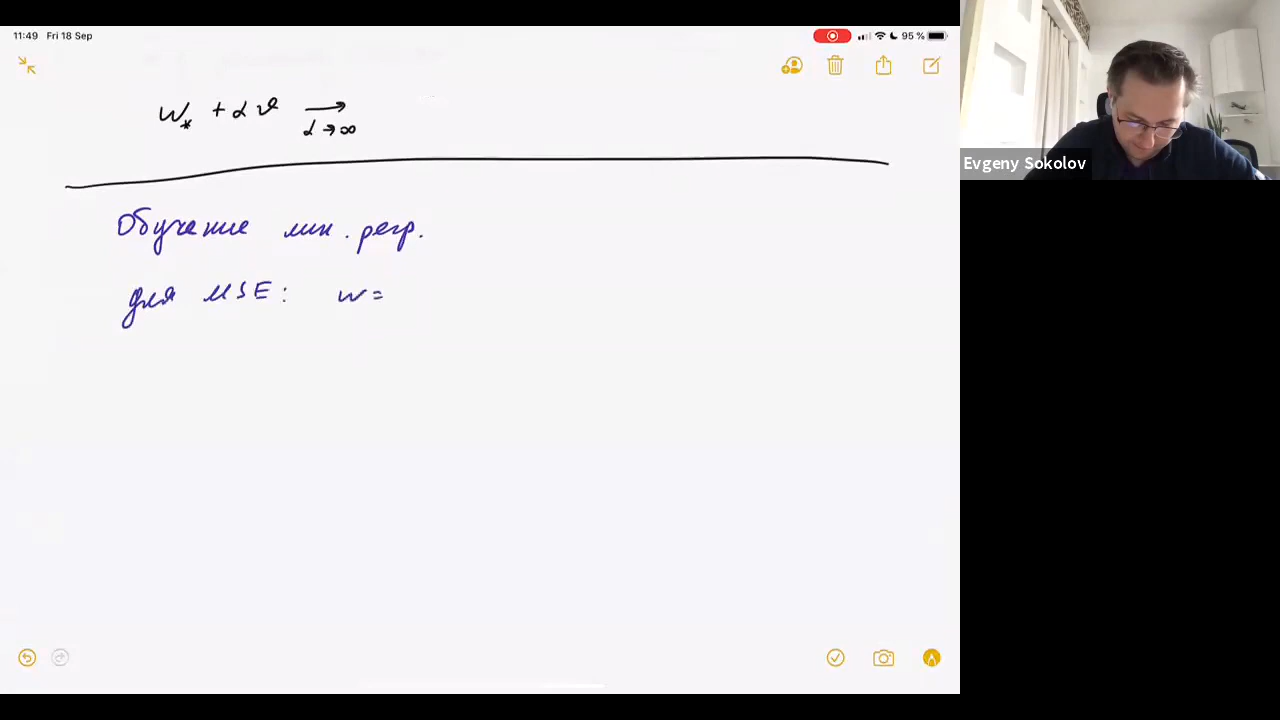 11:49 Fri 18 Sep 95 %
w* + αv →
α → ∞
Обучение лин. регр.
для MSE: w =
Evgeny Sokolov